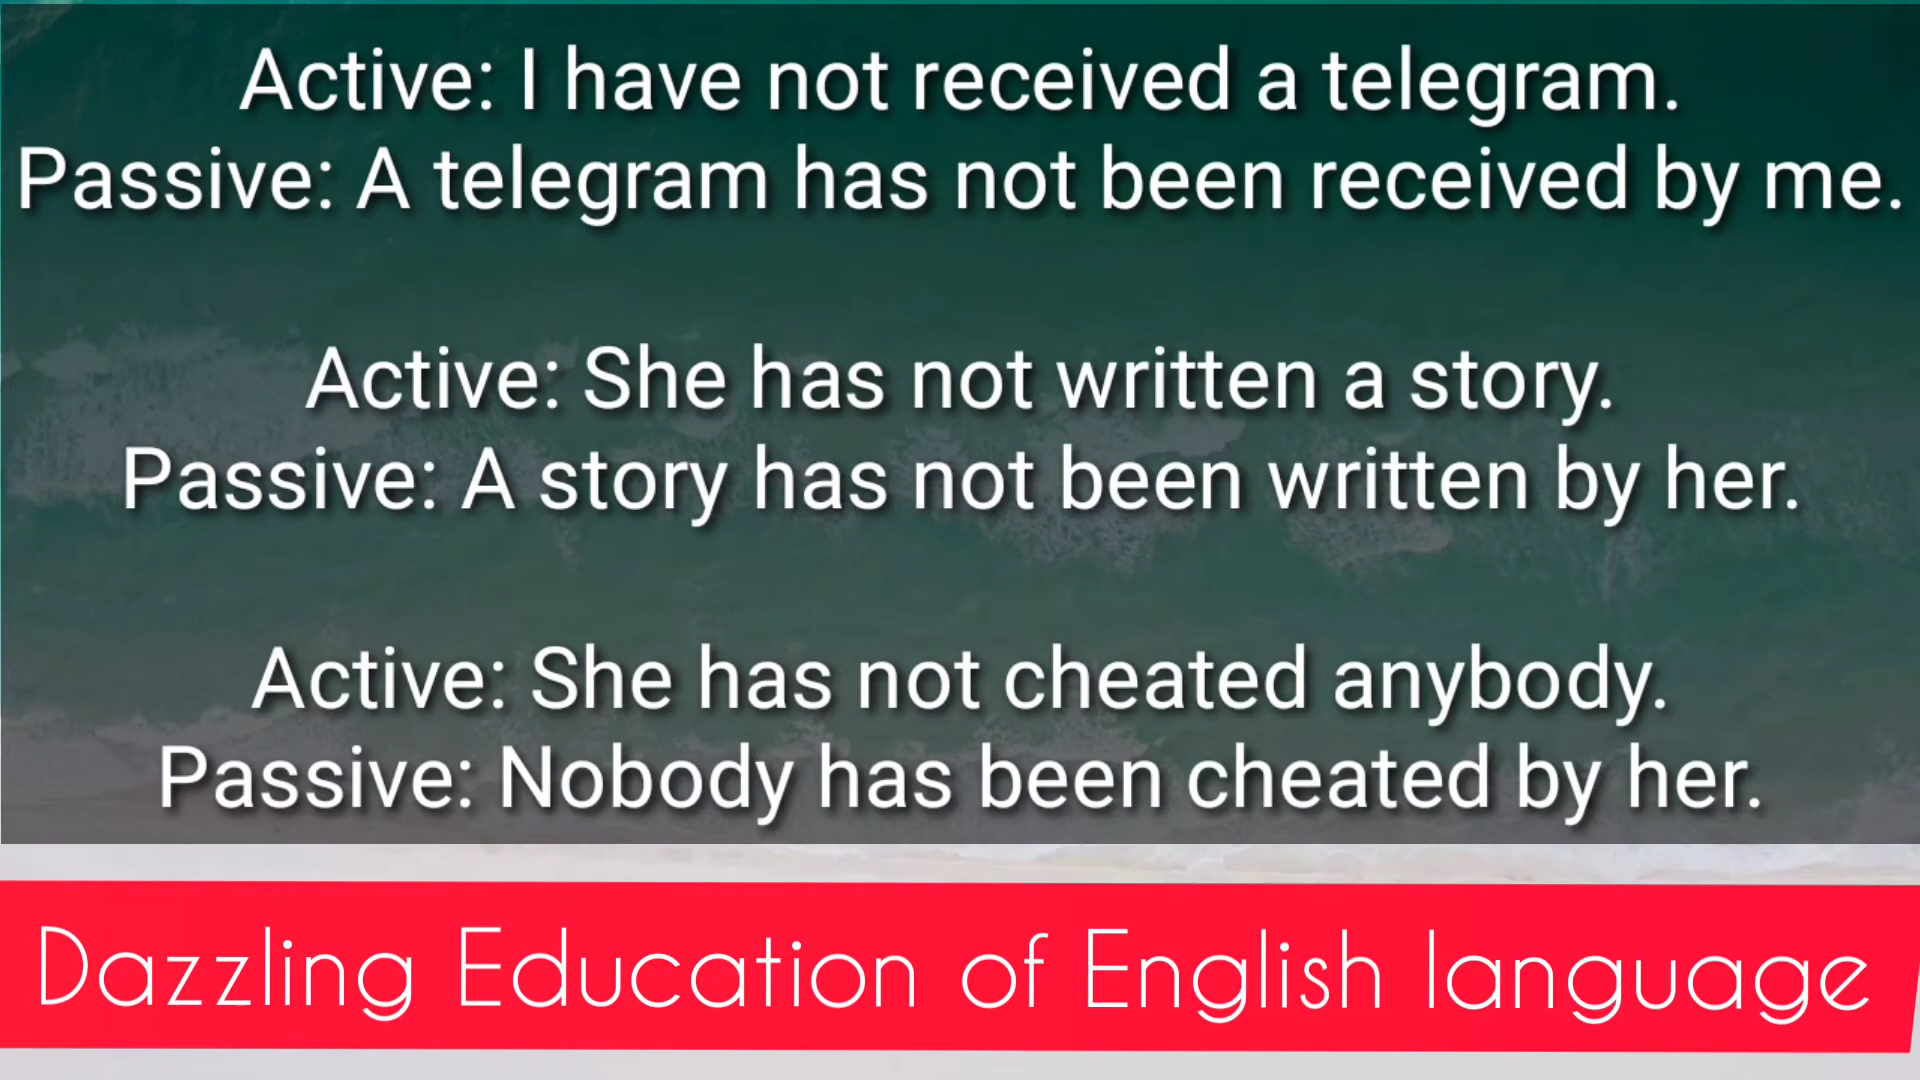 Active: I have not received a telegram.
Passive: A telegram has not been received by me.
Active: She has not written a story.
Passive: A story has not been written by her.
Active: She has not cheated anybody.
Passive: Nobody has been cheated by her.
Dazzling Education of English language